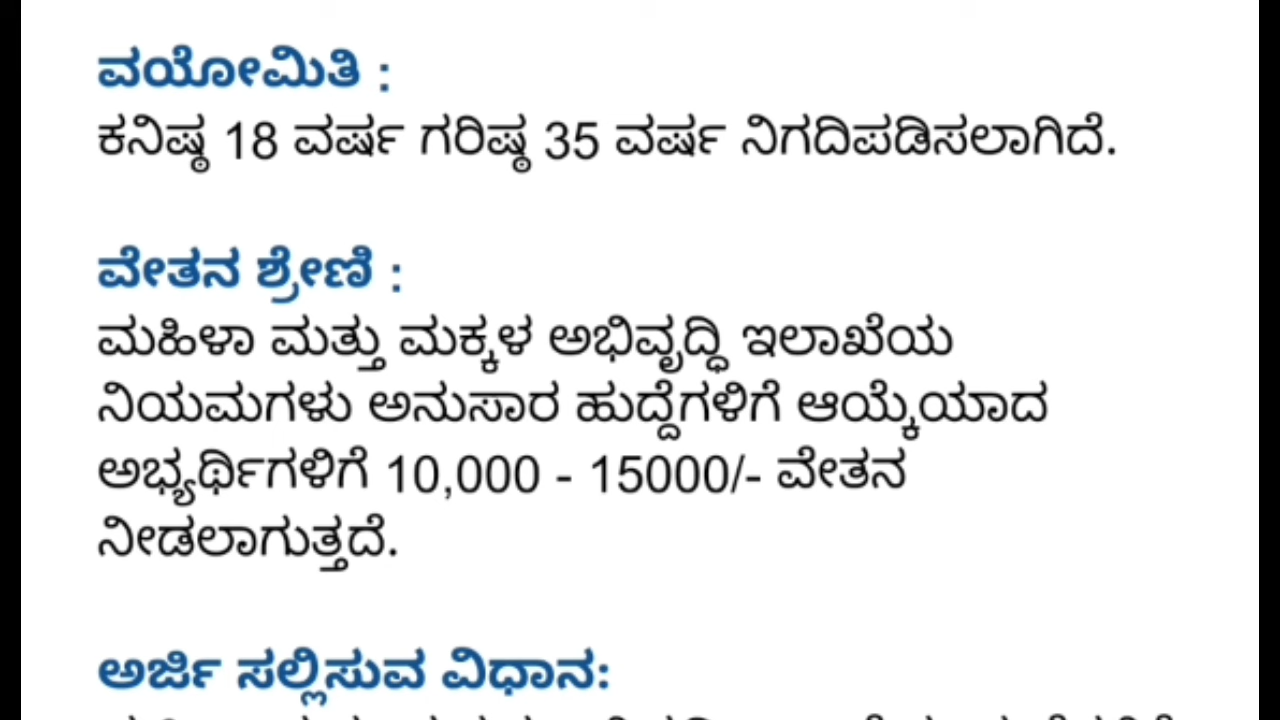 ವಯೋಮಿತಿ :
ಕನಿಷ್ಠ 18 ವರ್ಷ ಗರಿಷ್ಠ 35 ವರ್ಷ ನಿಗದಿಪಡಿಸಲಾಗಿದೆ.
ವೇತನ ಶ್ರೇಣಿ :
ಮಹಿಳಾ ಮತ್ತು ಮಕ್ಕಳ ಅಭಿವೃದ್ಧಿ ಇಲಾಖೆಯ
ನಿಯಮಗಳು ಅನುಸಾರ ಹುದ್ದೆಗಳಿಗೆ ಆಯ್ಕೆಯಾದ
ಅಭ್ಯರ್ಥಿಗಳಿಗೆ 10,000 - 15000/- ವೇತನ
ನೀಡಲಾಗುತ್ತದೆ.
ಅರ್ಜಿ ಸಲ್ಲಿಸುವ ವಿಧಾನ: